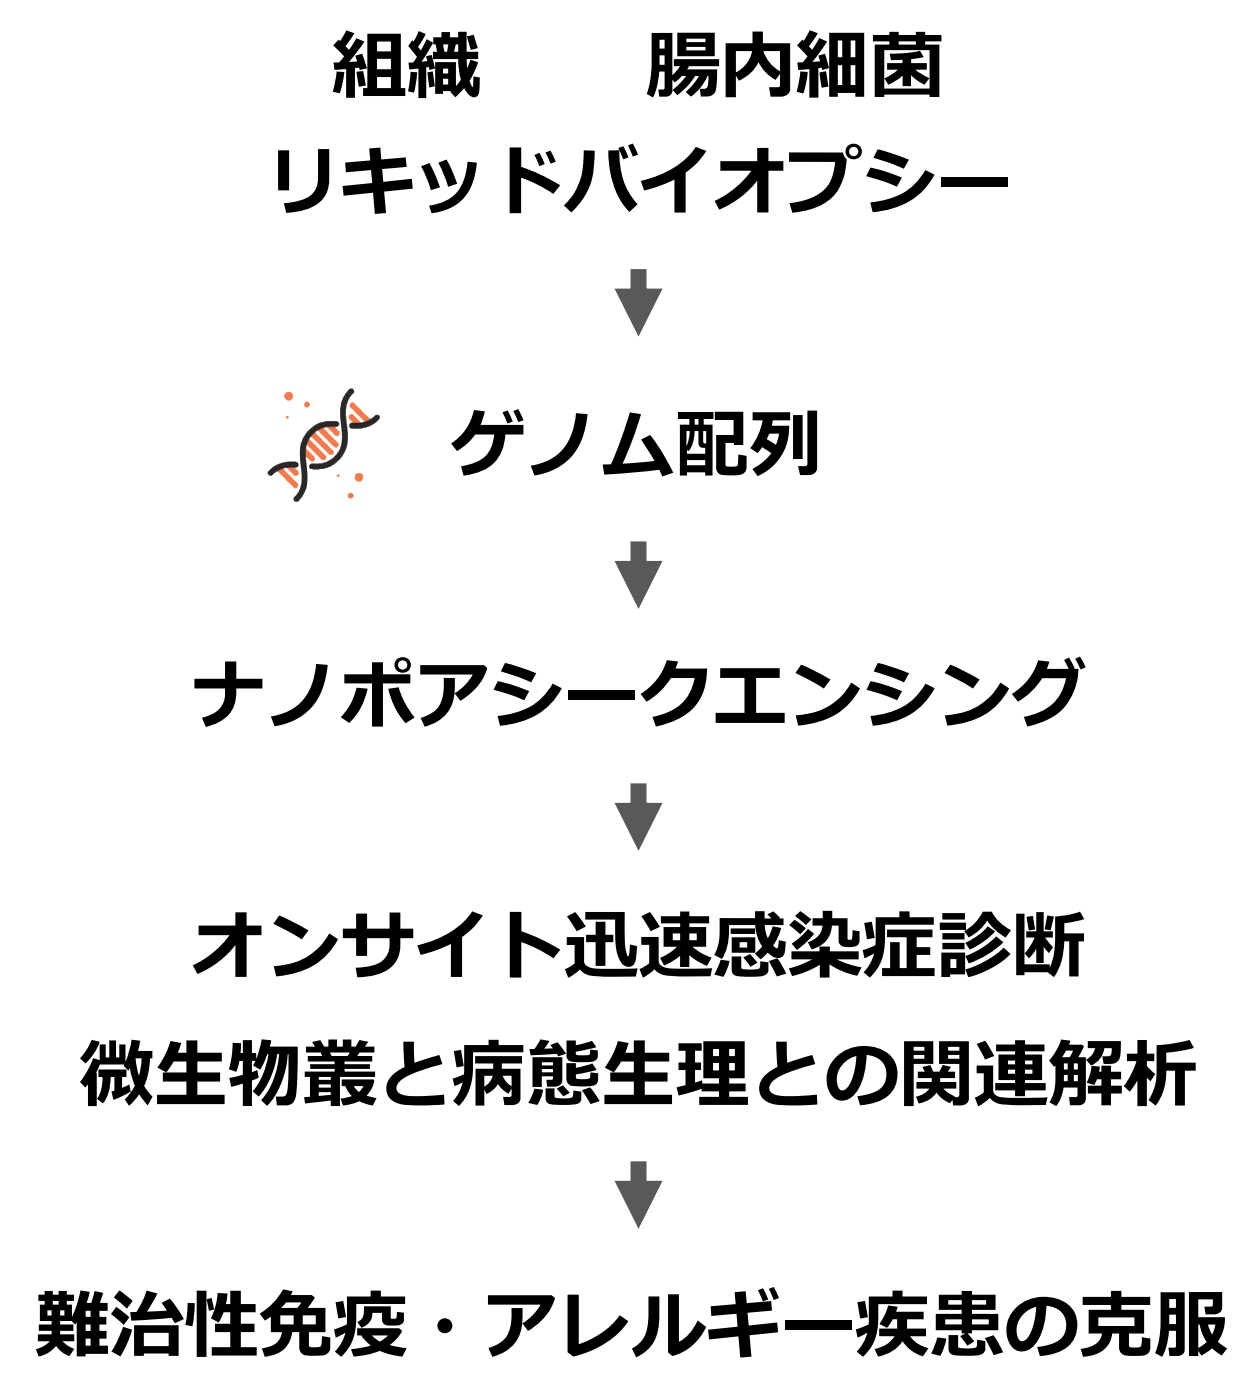 組織 腸内細菌
リキッドバイオプシー
ゲノム配列
ナノポアシークエンシング
オンサイト迅速感染症診断
微生物叢と病態生理との関連解析
難治性免疫・アレルギー疾患の克服